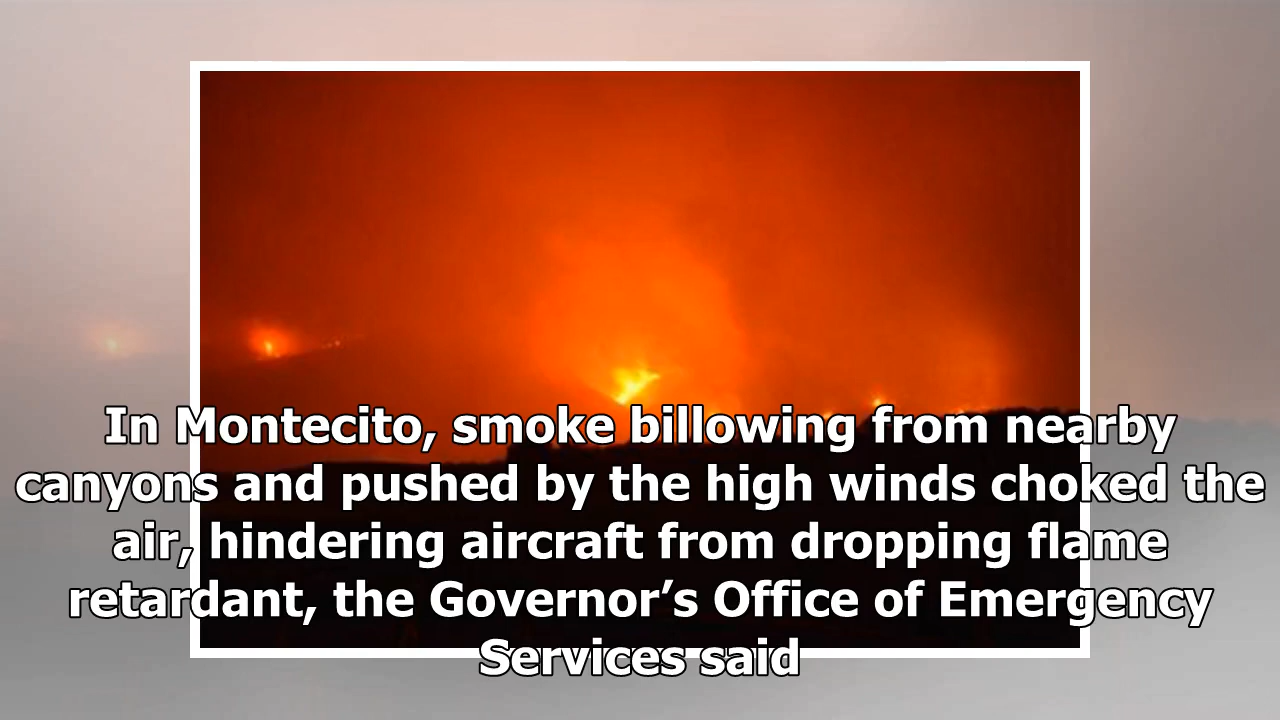 In Montecito, smoke billowing from nearby
canyons and pushed by the high winds choked the
air, hindering aircraft from dropping flame
retardant, the Governor’s Office of Emergency
Services said